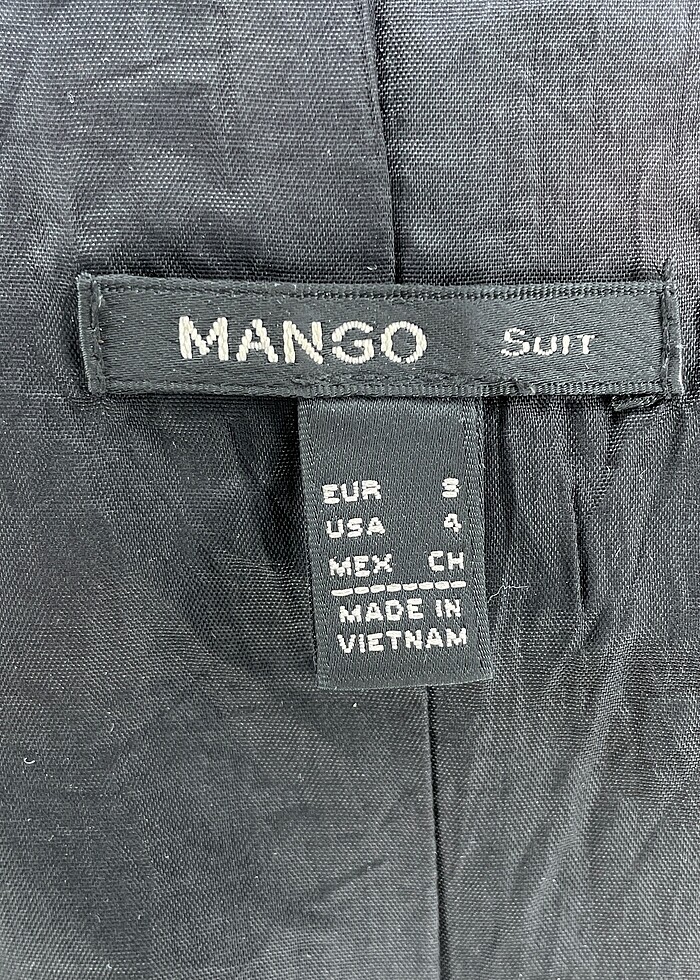 MANGO SUIT
EUR S
USA 4
MEX CH
MADE IN
VIETNAM